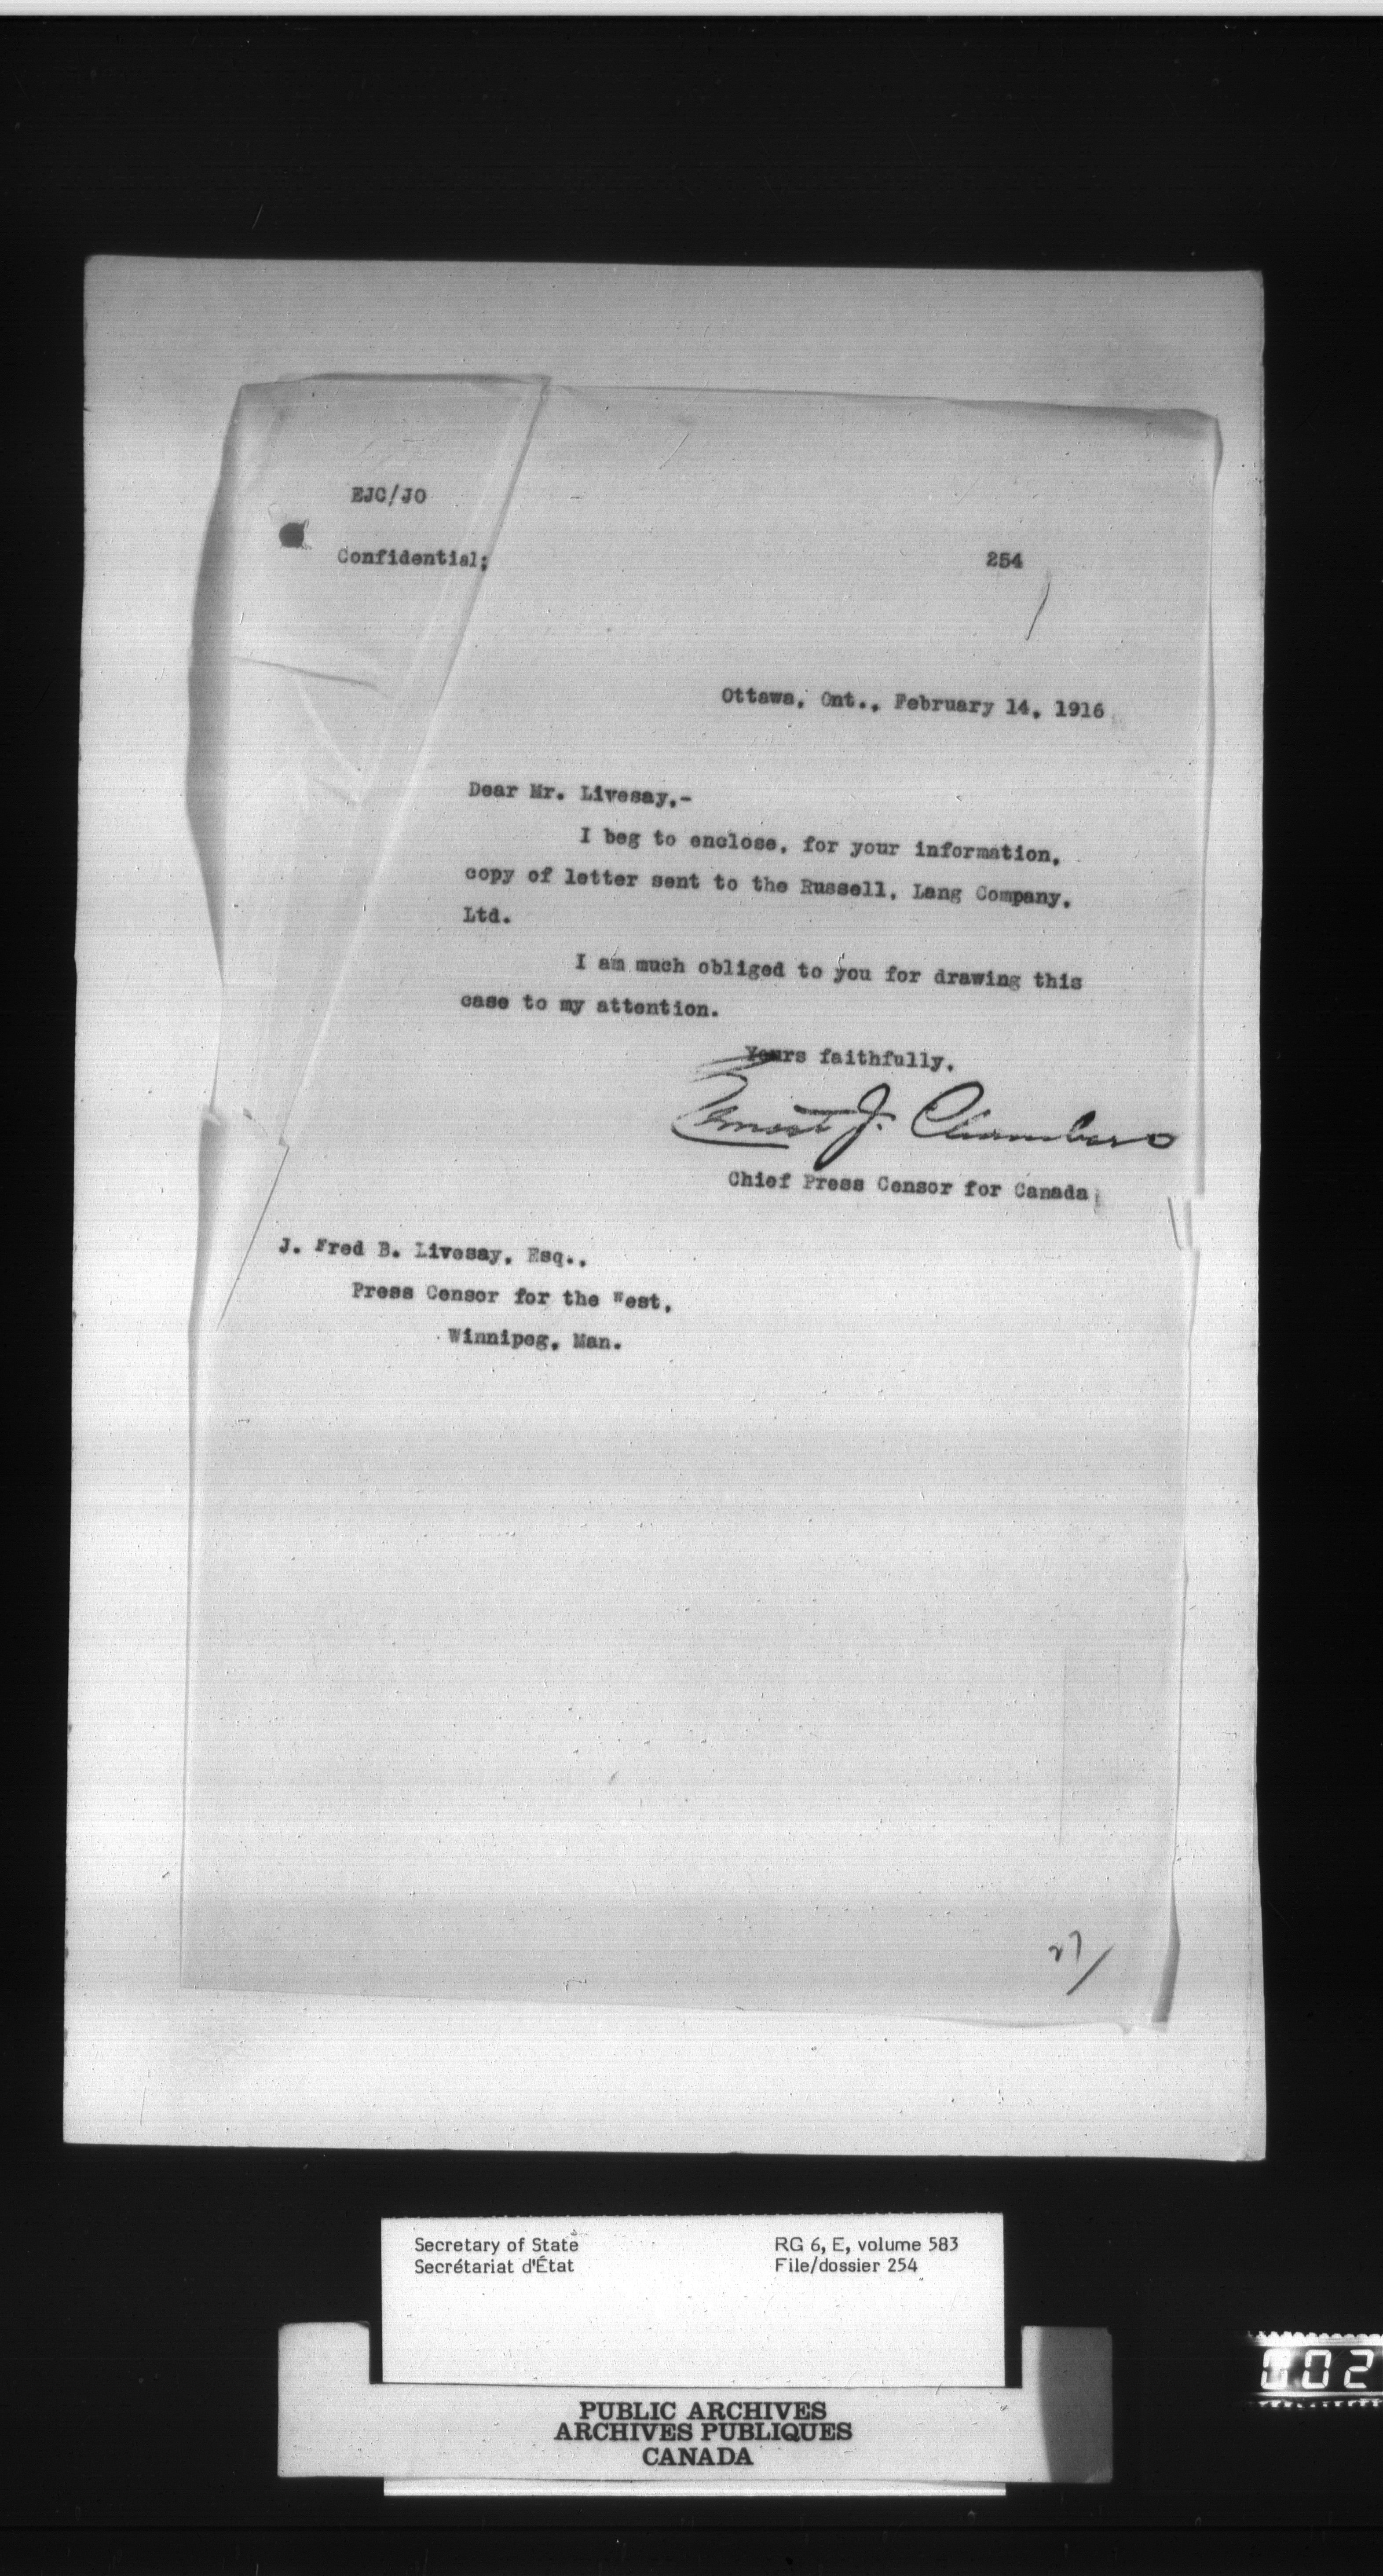 EJC/JO
Confidential;
254
Ottawa, Ont., February 14, 1916
Dear Mr. Livesay,-
I beg to enclose, for your information,
copy of letter sent to the Russell, Lang Company,
Ltd.
I am much obliged to you for drawing this
case to my attention.
Yours faithfully,
Ernest J. Chambers
Chief Press Censor for Canada
J. Fred B. Livesay, Esq.,
Press Censor for the West,
Winnipeg, Man.
27/
Secretary of State
Secrétariat d'État
RG 6, E, volume 583
File/dossier 254
PUBLIC ARCHIVES
ARCHIVES PUBLIQUES
CANADA
002